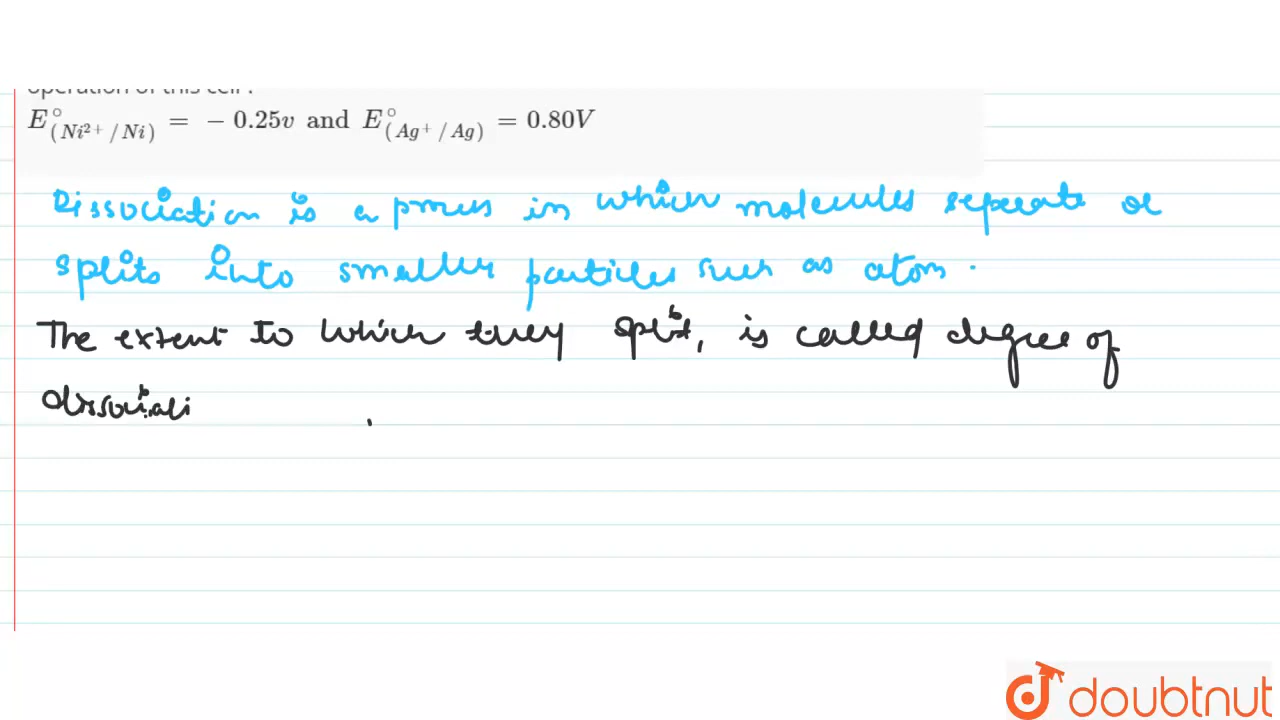 operation of this cell ?
E°(Ni²⁺/Ni) = − 0.25v and E°(Ag⁺/Ag) = 0.80V
Dissociation is a process in which molecules seperate or
splits into smaller particles such as atom.
The extent to which they split, is called degree of
dissociati
doubtnut